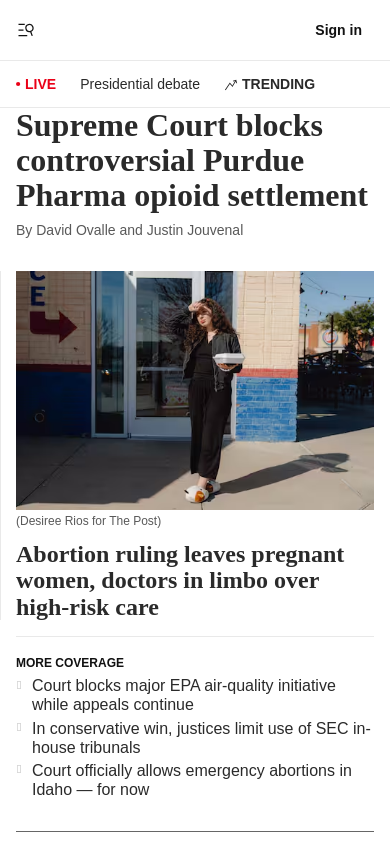 Sign in
LIVE Presidential debate TRENDING
Supreme Court blocks
controversial Purdue
Pharma opioid settlement
By David Ovalle and Justin Jouvenal
C
E
(Desiree Rios for The Post)
Abortion ruling leaves pregnant
women, doctors in limbo over
high-risk care
MORE COVERAGE
Court blocks major EPA air-quality initiative
while appeals continue
In conservative win, justices limit use of SEC in-
house tribunals
Court officially allows emergency abortions in
Idaho — for now